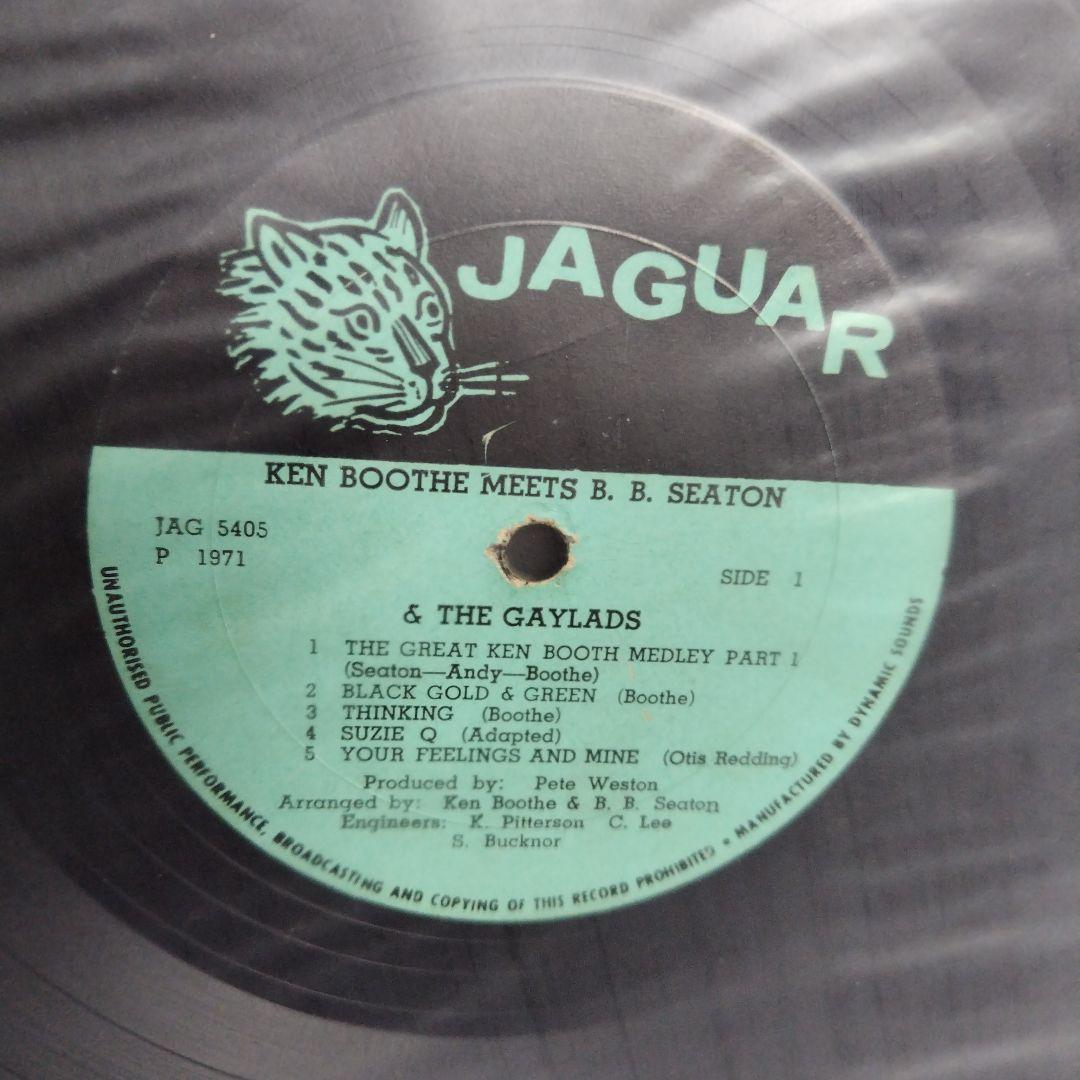 JAGUAR
KEN BOOTHE MEETS B. B. SEATON
JAG 5405
P 1971
SIDE 1
& THE GAYLADS
1 THE GREAT KEN BOOTH MEDLEY PART 1
(Seaton—Andy—Boothe)
2 BLACK GOLD & GREEN (Boothe)
3 THINKING (Boothe)
4 SUZIE Q (Adapted)
5 YOUR FEELINGS AND MINE (Otis Redding)
Produced by: Pete Weston
Arranged by: Ken Boothe & B. B. Seaton
Engineers: K. Pitterson C. Lee
S. Bucknor
UNAUTHORISED PUBLIC PERFORMANCE, BROADCASTING AND COPYING OF THIS RECORD PROHIBITED • MANUFACTURED BY DYNAMIC SOUNDS